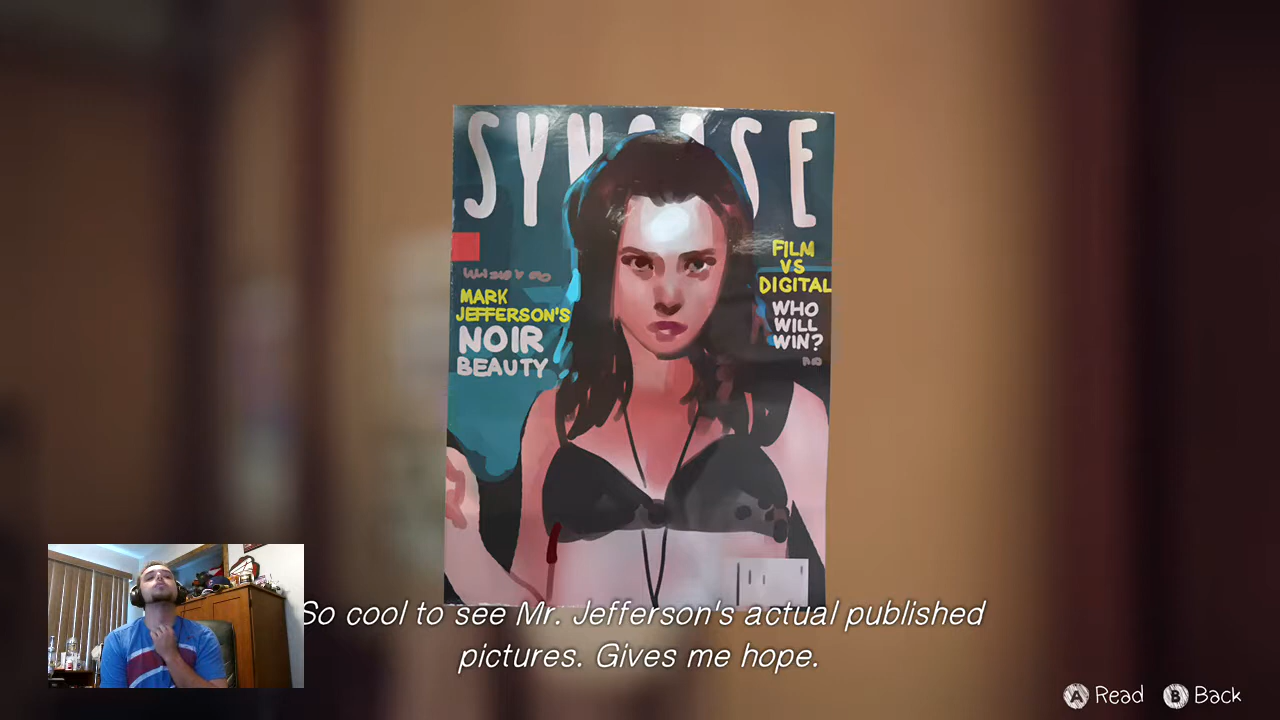 SYN SE
MARK
JEFFERSON'S
NOIR
BEAUTY
FILM
VS
DIGITAL
WHO
WILL
WIN?
So cool to see Mr. Jefferson's actual published
pictures. Gives me hope.
A Read B Back